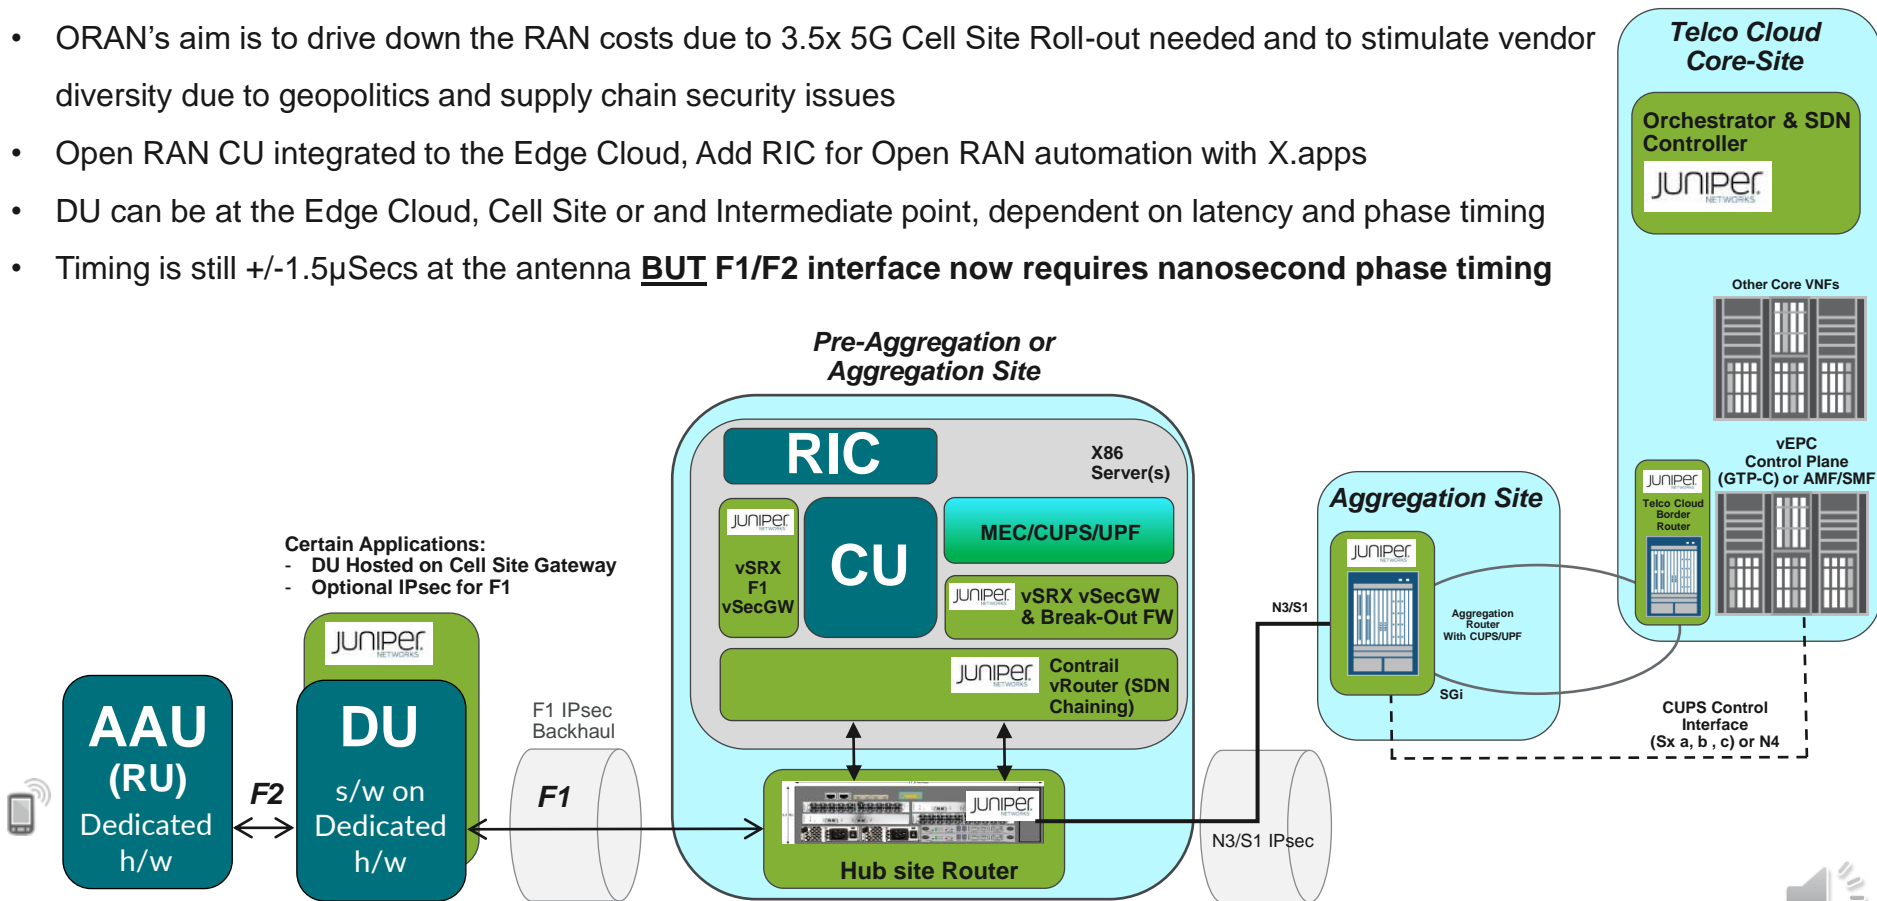 • ORAN's aim is to drive down the RAN costs due to 3.5x 5G Cell Site Roll-out needed and to stimulate vendor
diversity due to geopolitics and supply chain security issues
• Open RAN CU integrated to the Edge Cloud, Add RIC for Open RAN automation with X.apps
• DU can be at the Edge Cloud, Cell Site or and Intermediate point, dependent on latency and phase timing
• Timing is still +/-1.5µSecs at the antenna BUT F1/F2 interface now requires nanosecond phase timing
Telco Cloud
Core-Site
Orchestrator & SDN
Controller
JUNIPER
NETWORKS
Other Core VNFs
vEPC
Control Plane
(GTP-C) or AMF/SMF
JUNIPER
NETWORKS
Telco Cloud
Border
Router
Pre-Aggregation or
Aggregation Site
RIC
X86
Server(s)
JUNIPER
NETWORKS
vSRX
F1
vSecGW
CU
MEC/CUPS/UPF
JUNIPER
NETWORKS
vSRX vSecGW
& Break-Out FW
JUNIPER
NETWORKS
Contrail
vRouter (SDN
Chaining)
JUNIPER
NETWORKS
Hub site Router
Aggregation Site
JUNIPER
NETWORKS
N3/S1
Aggregation
Router
With CUPS/UPF
SGi
CUPS Control
Interface
(Sx a, b , c) or N4
N3/S1 IPsec
Certain Applications:
- DU Hosted on Cell Site Gateway
- Optional IPsec for F1
JUNIPER
NETWORKS
AAU
(RU)
Dedicated
h/w
F2
DU
s/w on
Dedicated
h/w
F1 IPsec
Backhaul
F1